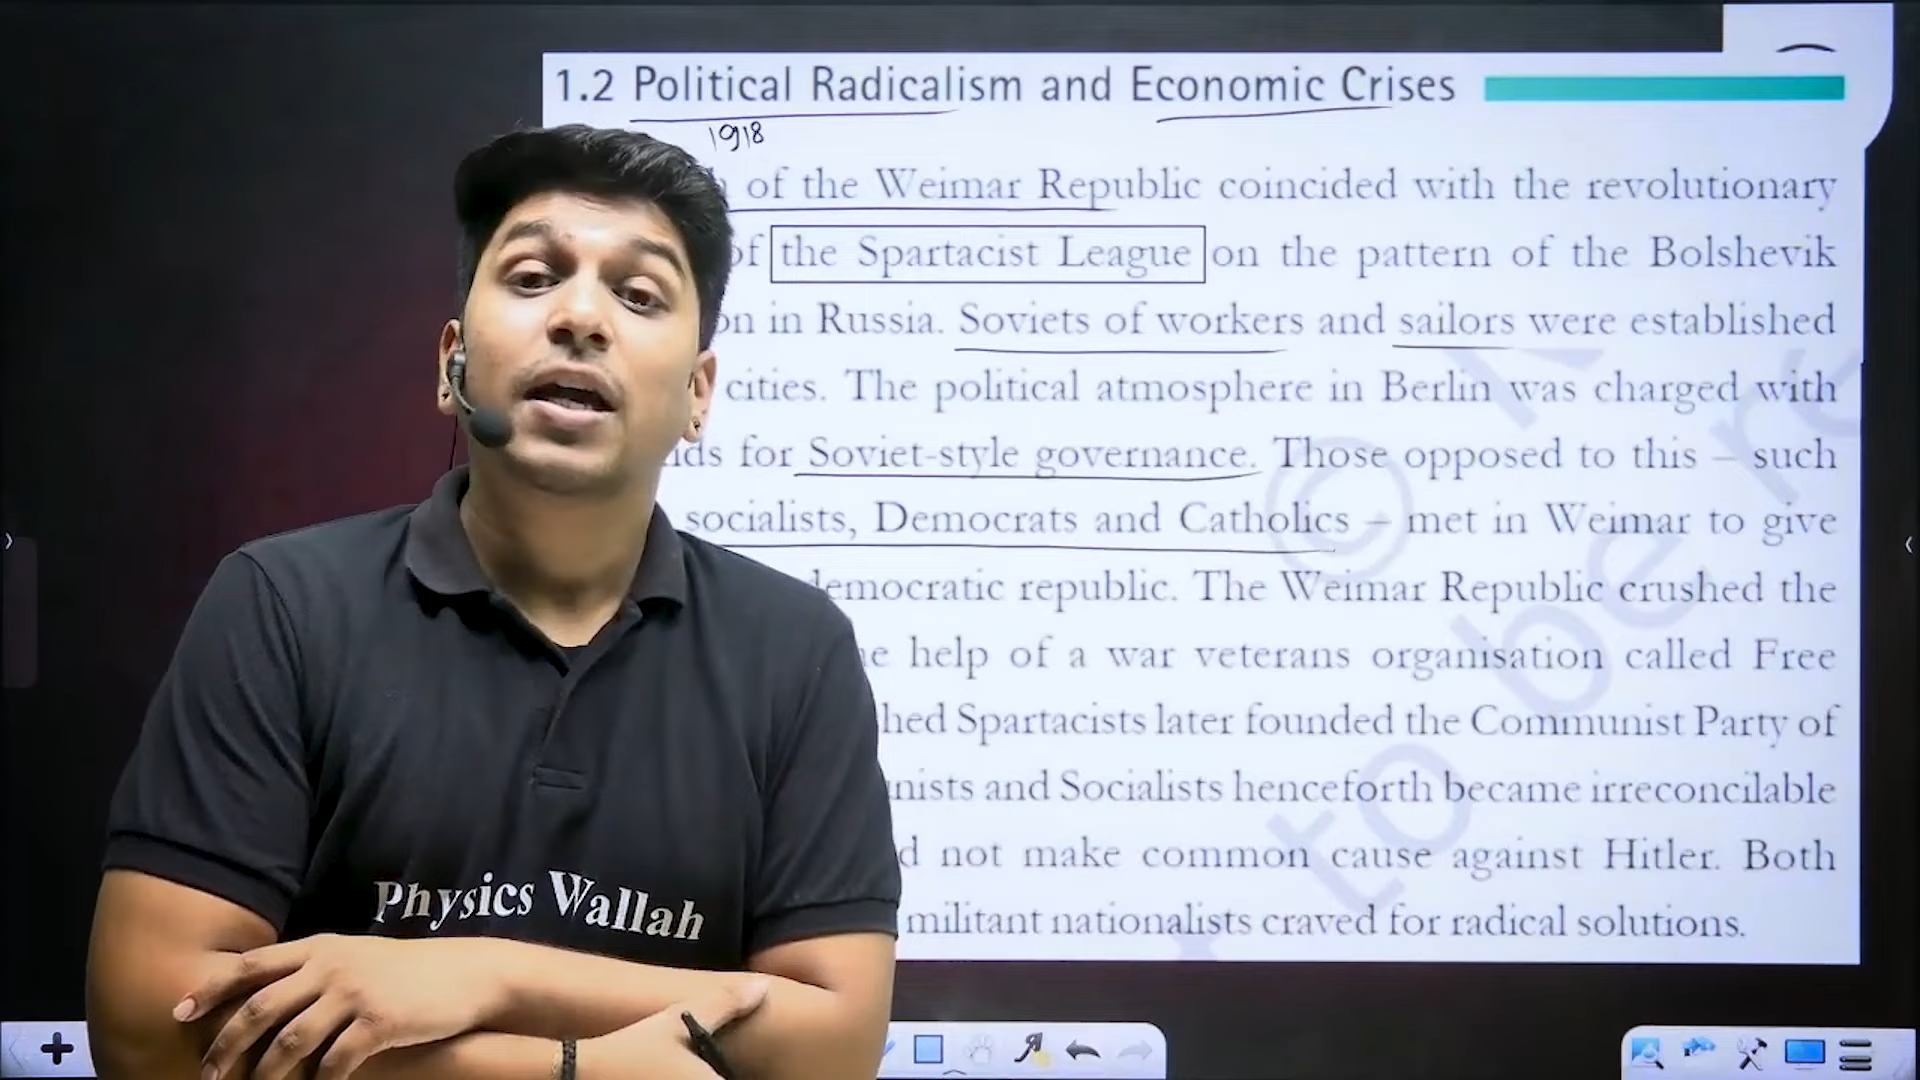 1.2 Political Radicalism and Economic Crises
1918
of the Weimar Republic coincided with the revolutionary
of the Spartacist League on the pattern of the Bolshevik
in Russia. Soviets of workers and sailors were established
cities. The political atmosphere in Berlin was charged with
for Soviet-style governance. Those opposed to this – such
socialists, Democrats and Catholics – met in Weimar to give
democratic republic. The Weimar Republic crushed the
help of a war veterans organisation called Free
Spartacists later founded the Communist Party of
and Socialists henceforth became irreconcilable
not make common cause against Hitler. Both
militant nationalists craved for radical solutions.
Physics Wallah
© 
to be re